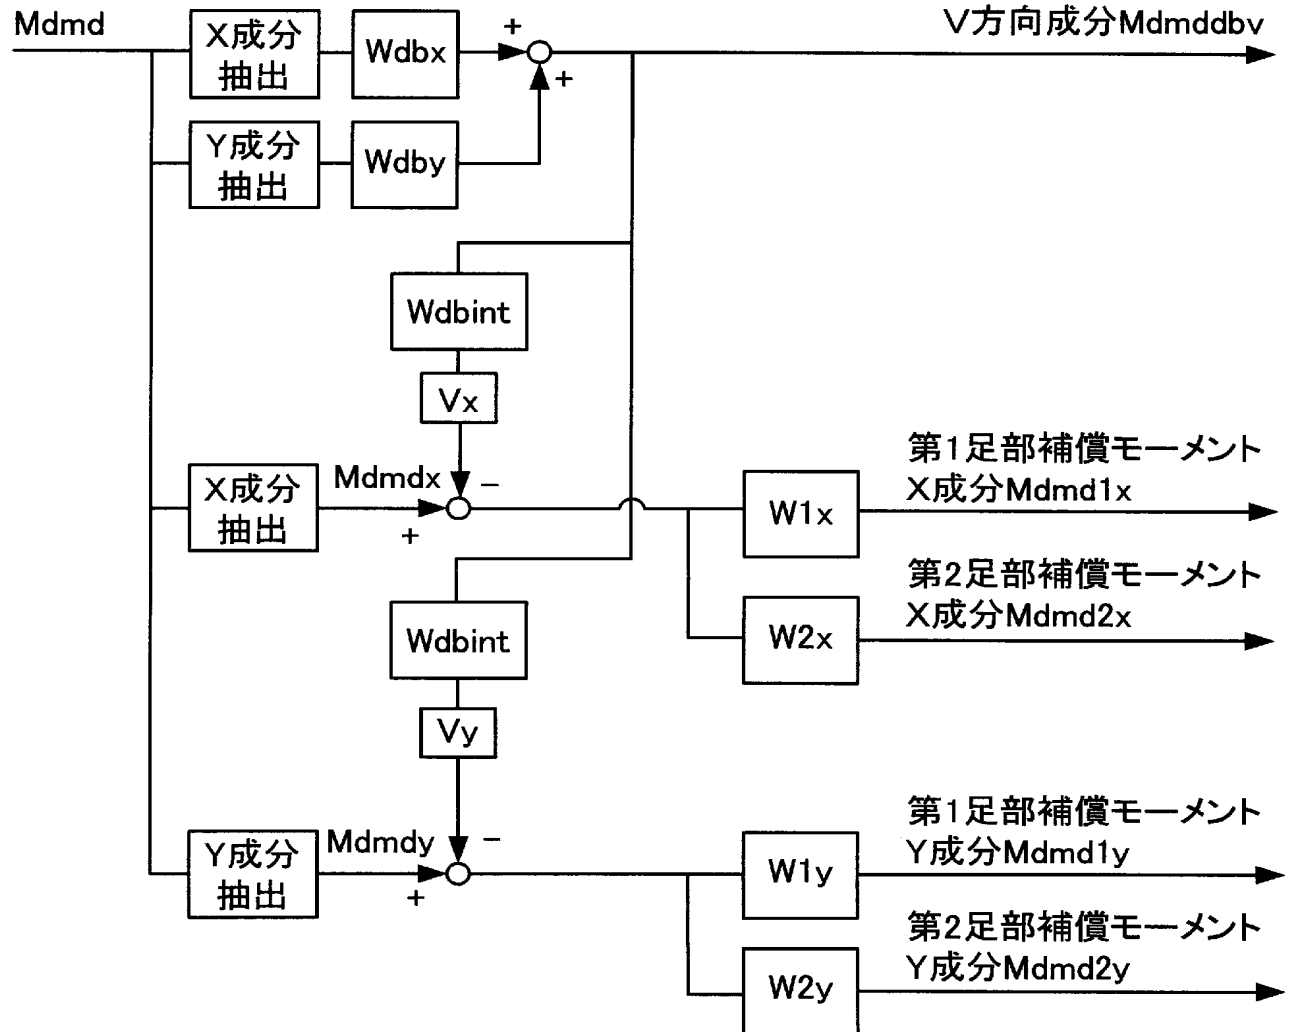 Mdmd
X成分
抽出
Wdbx
+
+
V方向成分Mdmddbv
Y成分
抽出
Wdby
Wdbint
Vx
X成分
抽出
Mdmdx
−
+
W1x
第1足部補償モーメント
X成分Mdmd1x
W2x
第2足部補償モーメント
X成分Mdmd2x
Wdbint
Vy
Y成分
抽出
Mdmdy
−
+
W1y
第1足部補償モーメント
Y成分Mdmd1y
W2y
第2足部補償モーメント
Y成分Mdmd2y